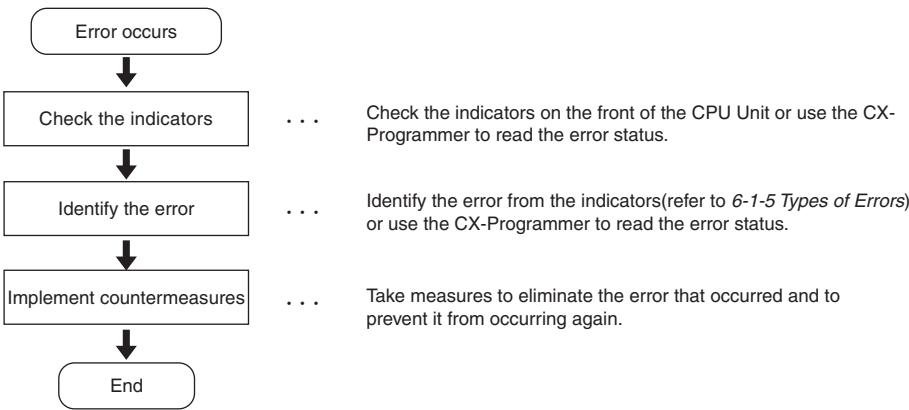 Error occurs
Check the indicators
. . .
Check the indicators on the front of the CPU Unit or use the CX-
Programmer to read the error status.
Identify the error
. . .
Identify the error from the indicators(refer to 6-1-5 Types of Errors)
or use the CX-Programmer to read the error status.
Implement countermeasures
. . .
Take measures to eliminate the error that occurred and to
prevent it from occurring again.
End